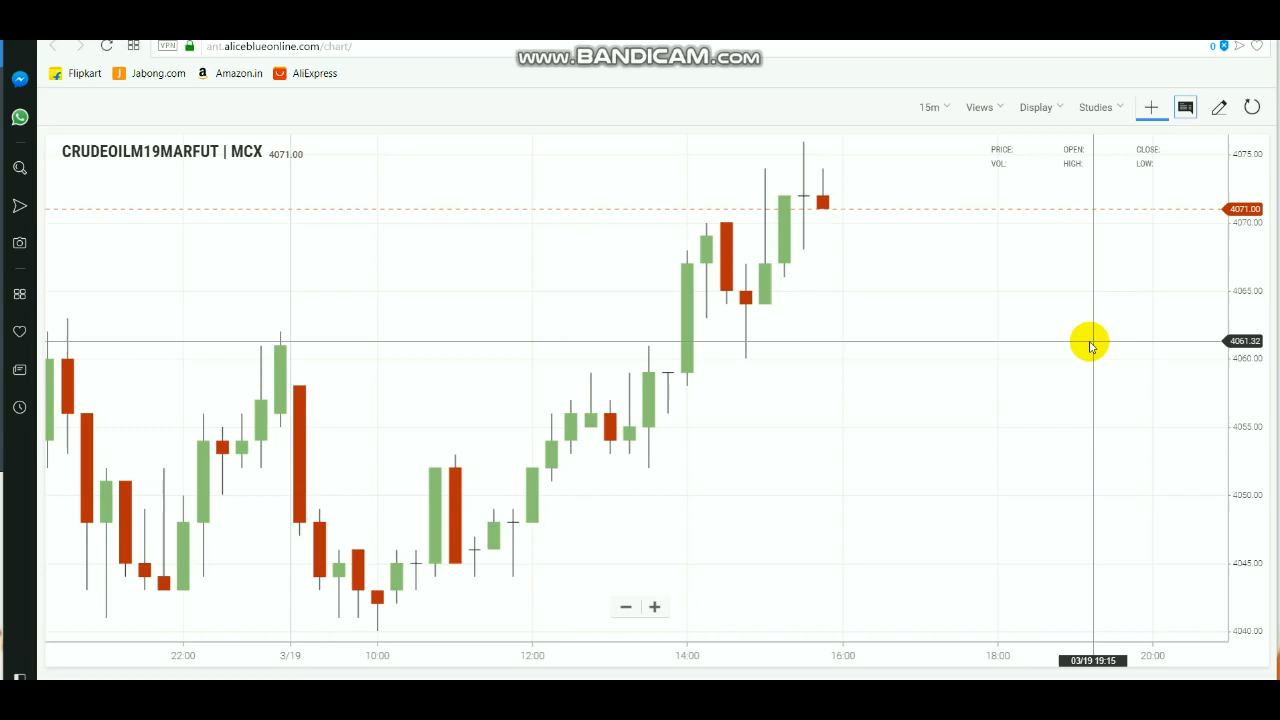 VPN
ant.aliceblueonline.com/chart/
WWW.BANDICAM.COM
0
Flipkart
Jabong.com
Amazon.in
AliExpress
15m
Views
Display
Studies
CRUDEOILM19MARFUT | MCX 4071.00
PRICE: OPEN: CLOSE:
VOL: HIGH: LOW:
4075.00
4071.00
4070.00
4065.00
4061.32
4060.00
4055.00
4050.00
4045.00
4040.00
22:00 3/19 10:00 12:00 14:00 16:00 18:00 20:00
03/19 19:15